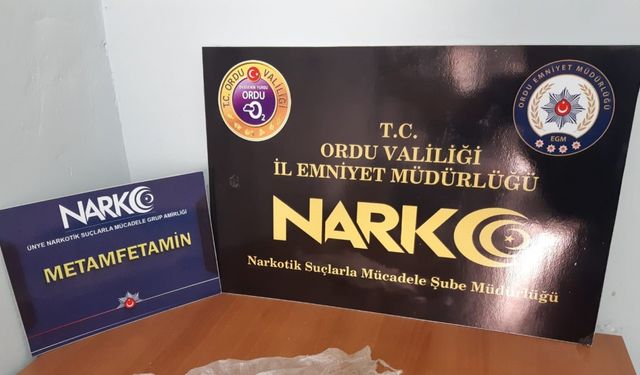 NARKO
ÜNYE NARKOTİK SUÇLARLA MÜCADELE GRUP AMİRLİĞİ
METAMFETAMİN
T.C. ORDU VALİLİĞİ
ORDU
O2
ORDU EMNİYET MÜDÜRLÜĞÜ
EGM
T.C.
ORDU VALİLİĞİ
İL EMNİYET MÜDÜRLÜĞÜ
NARKO
Narkotik Suçlarla Mücadele Şube Müdürlüğü